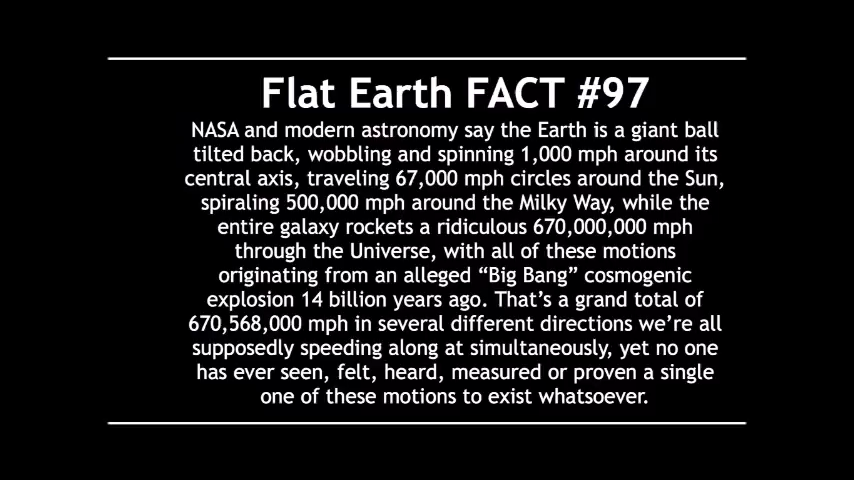 Flat Earth FACT #97
NASA and modern astronomy say the Earth is a giant ball
tilted back, wobbling and spinning 1,000 mph around its
central axis, traveling 67,000 mph circles around the Sun,
spiraling 500,000 mph around the Milky Way, while the
entire galaxy rockets a ridiculous 670,000,000 mph
through the Universe, with all of these motions
originating from an alleged “Big Bang” cosmogenic
explosion 14 billion years ago. That’s a grand total of
670,568,000 mph in several different directions we’re all
supposedly speeding along at simultaneously, yet no one
has ever seen, felt, heard, measured or proven a single
one of these motions to exist whatsoever.